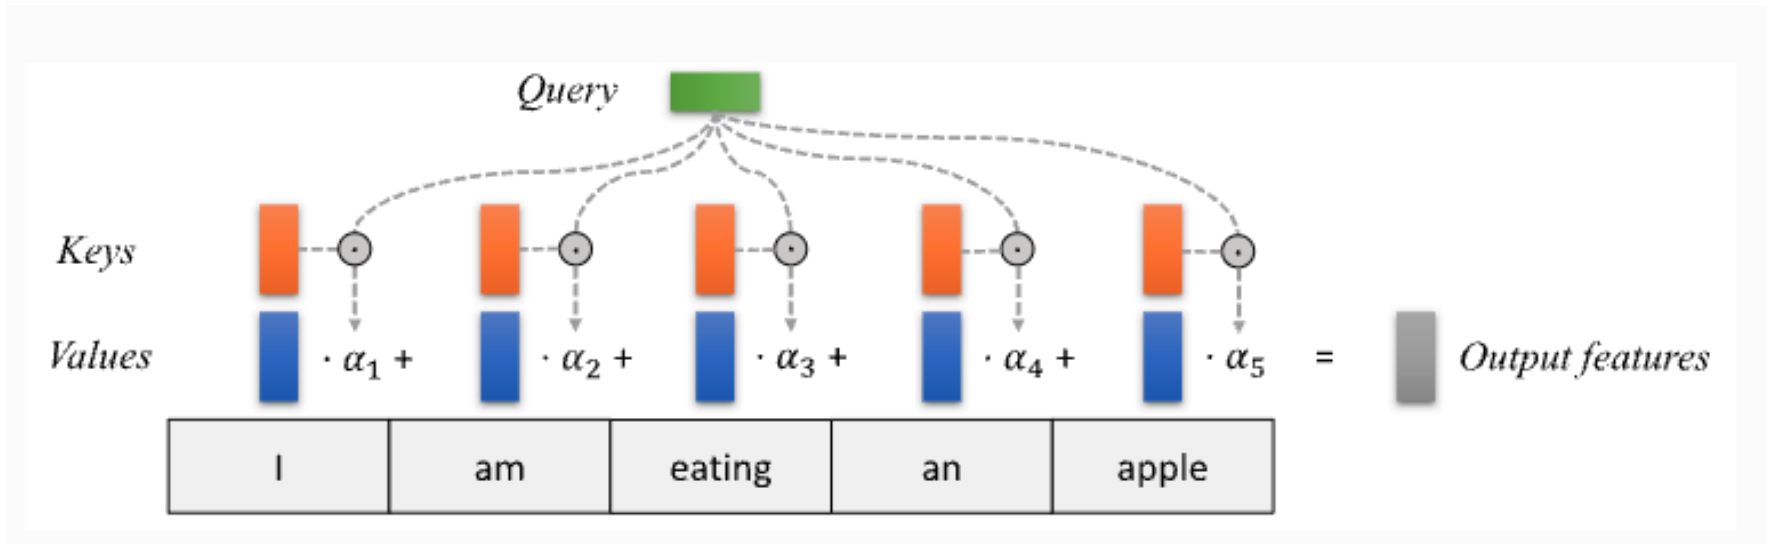 Query
Keys
Values · α₁ + · α₂ + · α₃ + · α₄ + · α₅ = Output features
I am eating an apple